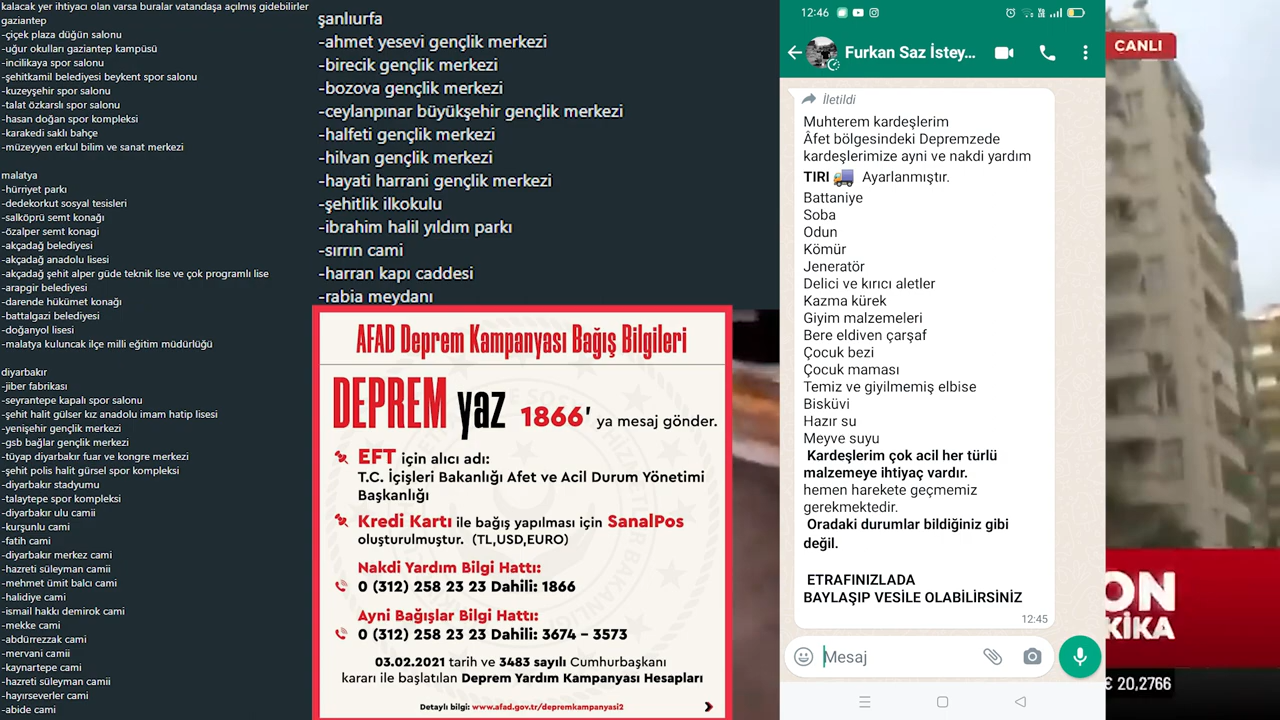 kalacak yer ihtiyacı olan varsa buralar vatandaşa açılmış gidebilirler
gaziantep
-çiçek plaza düğün salonu
-uğur okulları gaziantep kampüsü
-incilikaya spor salonu
-şehitkamil belediyesi beykent spor salonu
-kuzeyşehir spor salonu
-talat özkarslı spor salonu
-hasan doğan spor kompleksi
-karakedi saklı bahçe
-müzeyyen erkul bilim ve sanat merkezi
malatya
-hürriyet parkı
-dedekorkut sosyal tesisleri
-salköprü semt konağı
-özalper semt konagi
-akçadağ belediyesi
-akçadağ anadolu lisesi
-akçadağ şehit alper güde teknik lise ve çok programlı lise
-arapgir belediyesi
-darende hükümet konağı
-battalgazi belediyesi
-doğanyol lisesi
-malatya kuluncak ilçe milli eğitim müdürlüğü
diyarbakır
-jiber fabrikası
-seyrantepe kapalı spor salonu
-şehit halit gülser kız anadolu imam hatip lisesi
-yenişehir gençlik merkezi
-gsb bağlar gençlik merkezi
-tüyap diyarbakır fuar ve kongre merkezi
-şehit polis halit gürsel spor kompleksi
-diyarbakır stadyumu
-talaytepe spor kompleksi
-diyarbakır ulu camii
-kurşunlu cami
-fatih cami
-diyarbakır merkez cami
-hazreti süleyman camii
-mehmet ümit balcı cami
-halidiye cami
-ismail hakkı demirok cami
-mekke cami
-abdürrezzak cami
-mervani camii
-kaynartepe cami
-hazreti süleyman camii
-hayırseverler cami
-abide cami
şanlıurfa
-ahmet yesevi gençlik merkezi
-birecik gençlik merkezi
-bozova gençlik merkezi
-ceylanpınar büyükşehir gençlik merkezi
-halfeti gençlik merkezi
-hilvan gençlik merkezi
-hayati harrani gençlik merkezi
-şehitlik ilkokulu
-ibrahim halil yıldım parkı
-sırrın cami
-harran kapı caddesi
-rabia meydanı
AFAD Deprem Kampanyası Bağış Bilgileri
DEPREM yaz 1866' ya mesaj gönder.
EFT için alıcı adı:
T.C. İçişleri Bakanlığı Afet ve Acil Durum Yönetimi
Başkanlığı
Kredi Kartı ile bağış yapılması için SanalPos
oluşturulmuştur. (TL,USD,EURO)
Nakdi Yardım Bilgi Hattı:
0 (312) 258 23 23 Dahili: 1866
Ayni Bağışlar Bilgi Hattı:
0 (312) 258 23 23 Dahili: 3674 – 3573
03.02.2021 tarih ve 3483 sayılı Cumhurbaşkanı
kararı ile başlatılan Deprem Yardım Kampanyası Hesapları
Detaylı bilgi: www.afad.gov.tr/depremkampanyasi2
12:46
Furkan Saz İstey...
İletildi
Muhterem kardeşlerim
Âfet bölgesindeki Depremzede
kardeşlerimize ayni ve nakdi yardım
TIRI 🚚 Ayarlanmıştır.
Battaniye
Soba
Odun
Kömür
Jeneratör
Delici ve kırıcı aletler
Kazma kürek
Giyim malzemeleri
Bere eldiven çarşaf
Çocuk bezi
Çocuk maması
Temiz ve giyilmemiş elbise
Bisküvi
Hazır su
Meyve suyu
Kardeşlerim çok acil her türlü
malzemeye ihtiyaç vardır.
hemen harekete geçmemiz
gerekmektedir.
Oradaki durumlar bildiğiniz gibi
değil.
ETRAFINIZLADA
BAYLAŞIP VESİLE OLABİLİRSİNİZ
12:45
Mesaj
CANLI
ON
KİKA
€ 20,2766